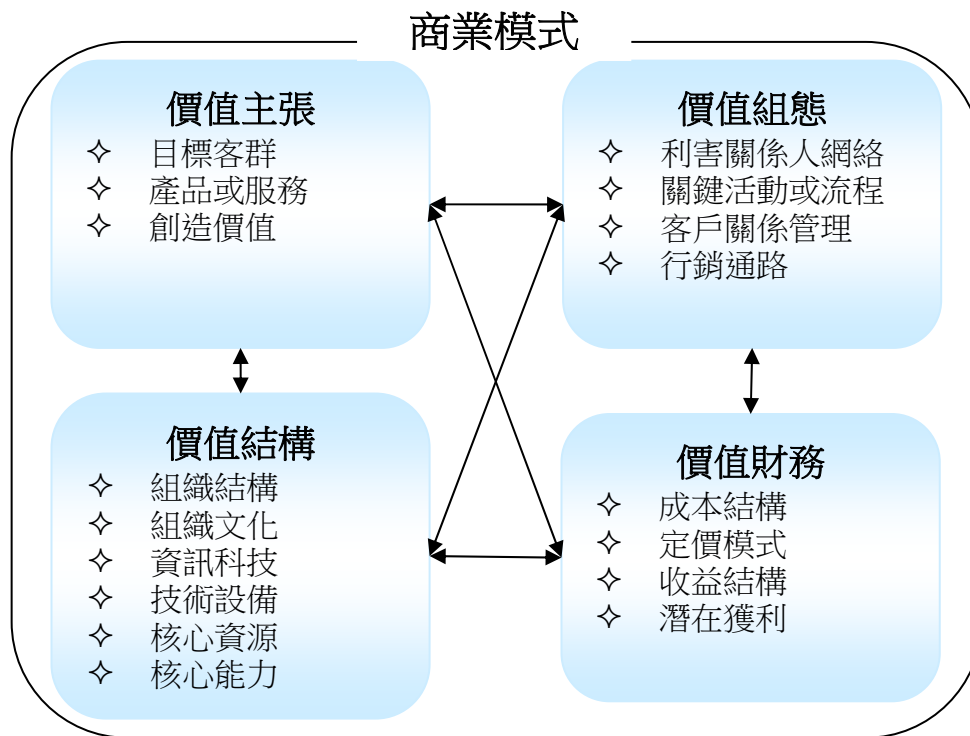 商業模式
價值主張
✧ 目標客群
✧ 產品或服務
✧ 創造價值
價值組態
✧ 利害關係人網絡
✧ 關鍵活動或流程
✧ 客戶關係管理
✧ 行銷通路
價值結構
✧ 組織結構
✧ 組織文化
✧ 資訊科技
✧ 技術設備
✧ 核心資源
✧ 核心能力
價值財務
✧ 成本結構
✧ 定價模式
✧ 收益結構
✧ 潛在獲利